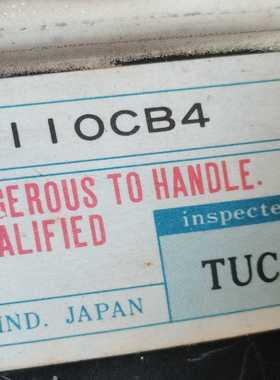 110CB4
GEROUS TO HANDLE.
ALIFIED
inspecte
TUC
IND. JAPAN